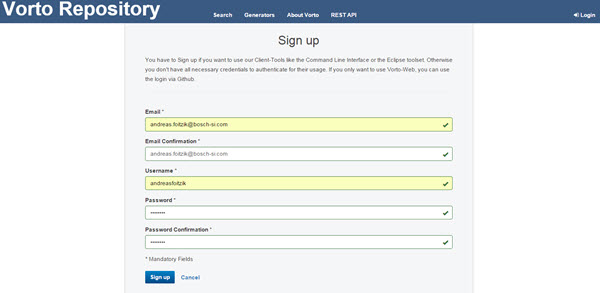 Vorto Repository
Search Generators About Vorto REST API Login
Sign up
You have to Sign up if you want to use our Client-Tools like the Command Line Interface or the Eclipse toolset. Otherwise
you don't have all necessary credentials to authenticate for their usage. If you only want to use Vorto-Web, you can use
the login via Github.
Email *
andreas.foitzik@bosch-si.com
Email Confirmation *
andreas.foitzik@bosch-si.com
Username *
andreasfoitzik
Password *
••••••••
Password Confirmation *
••••••••
* Mandatory Fields
Sign up Cancel